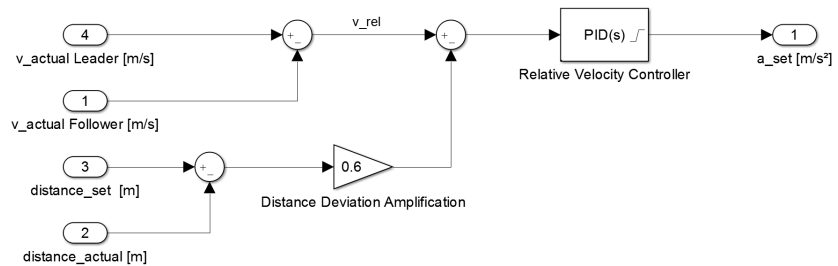 v_rel
4
+
−
+
−
PID(s)
1
v_actual Leader [m/s]
a_set [m/s²]
Relative Velocity Controller
1
v_actual Follower [m/s]
3
+
−
0.6
distance_set [m]
Distance Deviation Amplification
2
distance_actual [m]